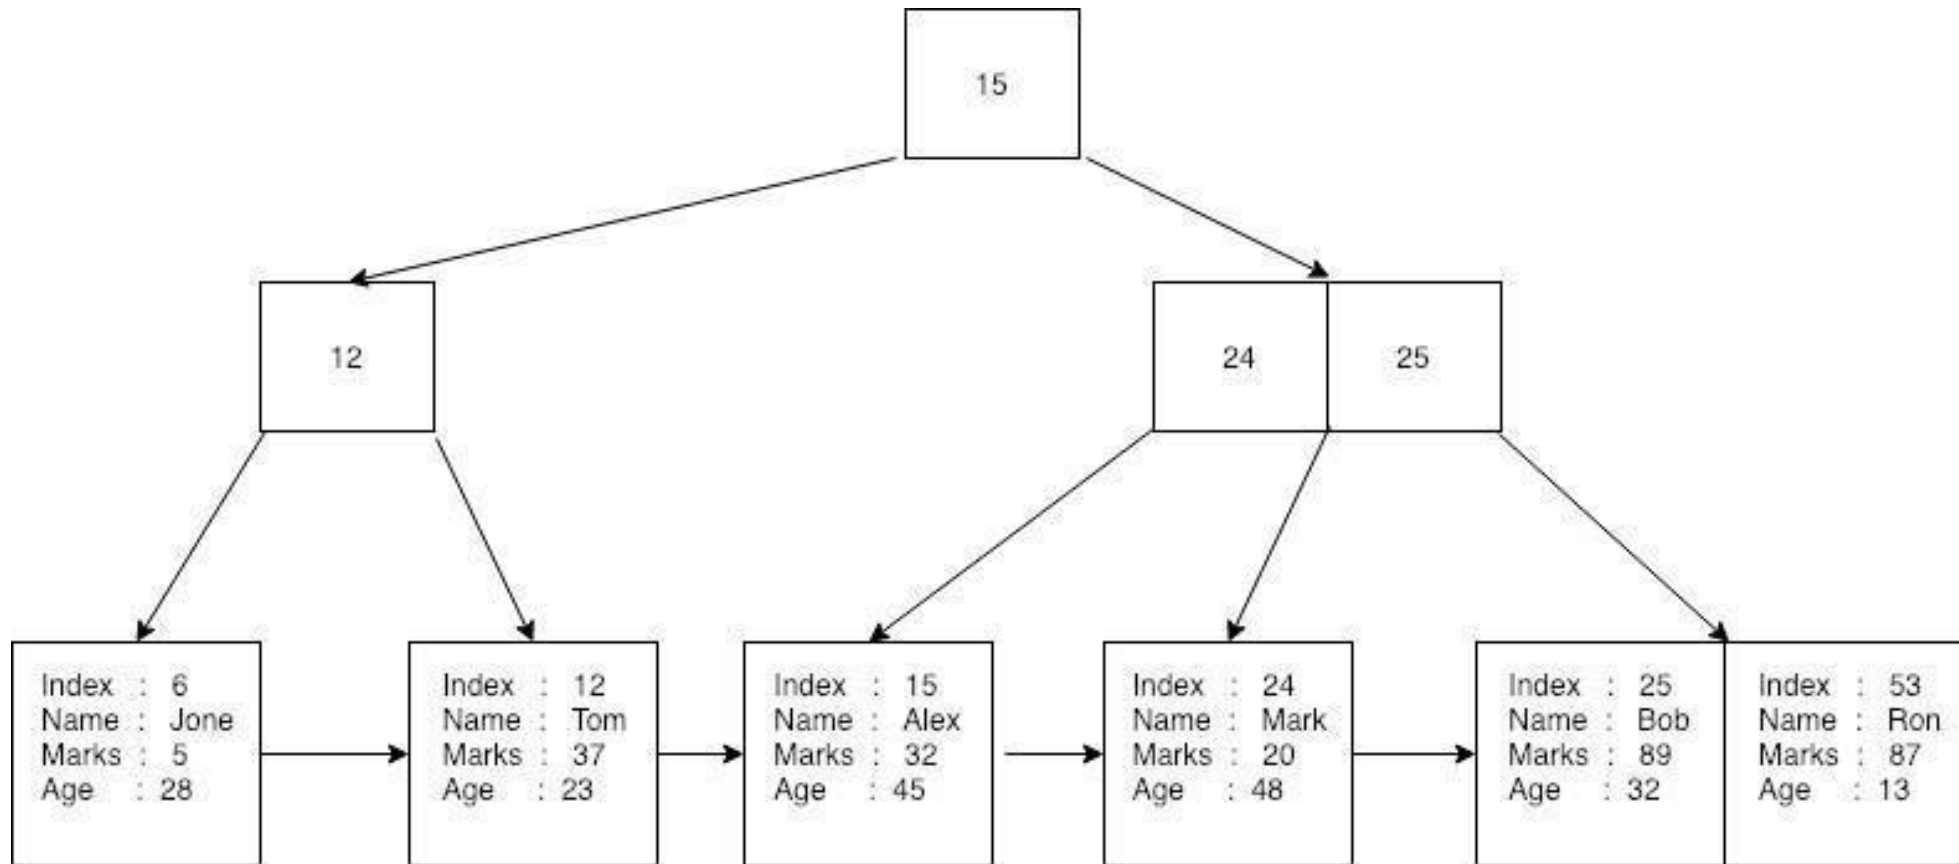 15
12
24
25
Index : 6
Name : Jone
Marks : 5
Age : 28
Index : 12
Name : Tom
Marks : 37
Age : 23
Index : 15
Name : Alex
Marks : 32
Age : 45
Index : 24
Name : Mark
Marks : 20
Age : 48
Index : 25
Name : Bob
Marks : 89
Age : 32
Index : 53
Name : Ron
Marks : 87
Age : 13